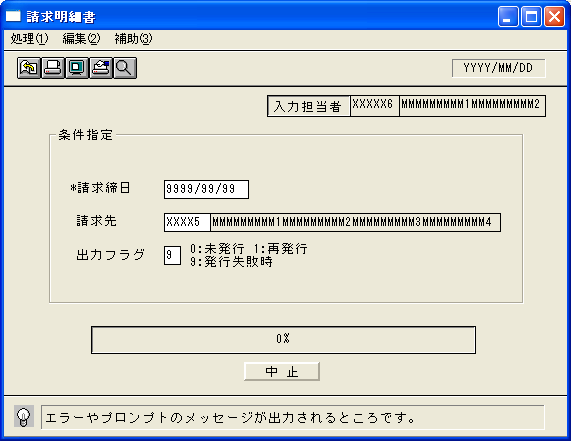 請求明細書
処理(1) 編集(2) 補助(3)
YYYY/MM/DD
入力担当者 XXXXX6 MMMMMMMMM1MMMMMMMMM2
条件指定
*請求締日 9999/99/99
請求先 XXXX5 MMMMMMMMM1MMMMMMMMM2MMMMMMMMM3MMMMMMMMM4
出力フラグ 9 0:未発行 1:再発行
9:発行失敗時
0%
中 止
エラーやプロンプトのメッセージが出力されるところです。